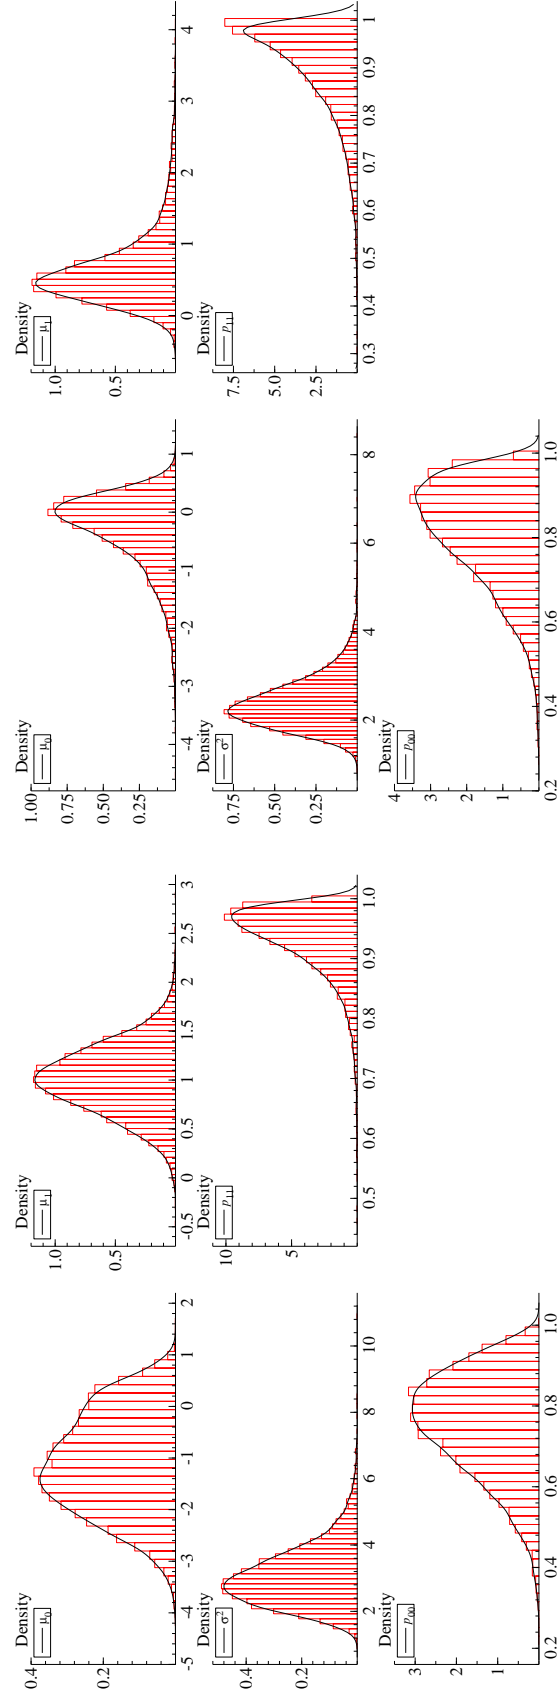 Density
μ₀
0.4
0.2
-5 -4 -3 -2 -1 0 1 2
Density
μ₁
1.0
0.5
-0.5 0 0.5 1 1.5 2 2.5 3
Density
μ₀
1.00
0.75
0.50
0.25
-4 -3 -2 -1 0 1
Density
μ₁
1.0
0.5
0 1 2 3 4
Density
σ²
0.4
0.2
2 4 6 8 10
Density
p₁₁
10
5
0.5 0.6 0.7 0.8 0.9 1.0
Density
σ²
0.75
0.50
0.25
2 4 6 8
Density
p₁₁
7.5
5.0
2.5
0.3 0.4 0.5 0.6 0.7 0.8 0.9 1
Density
p₀₀
3
2
1
0.2 0.4 0.6 0.8 1.0
Density
p₀₀
4
3
2
1
0.2 0.4 0.6 0.8 1.0